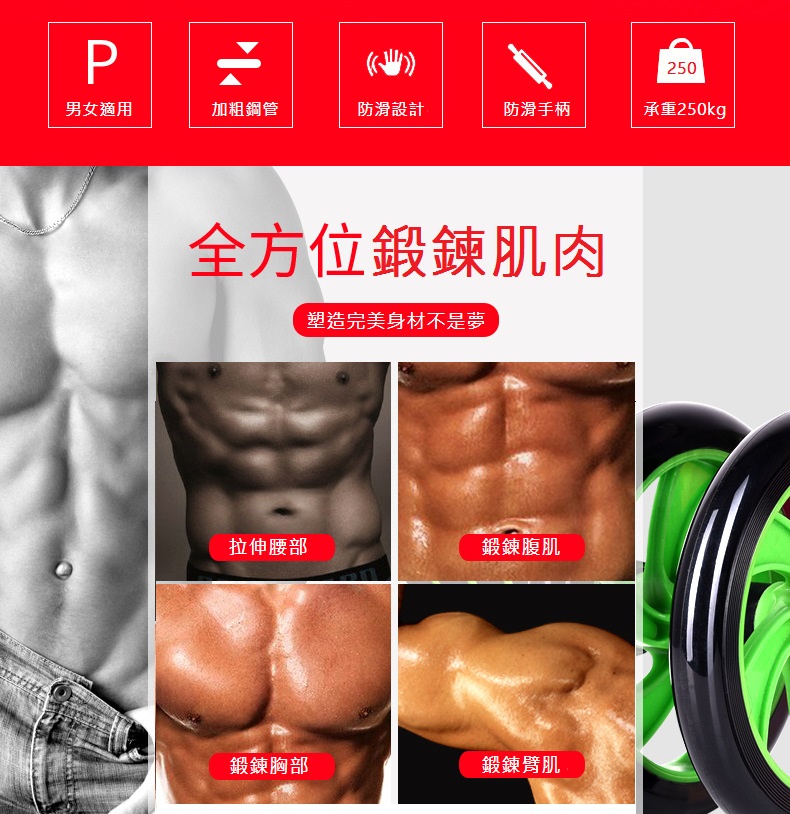 P
男女適用
加粗鋼管
防滑設計
防滑手柄
250
承重250kg
全方位鍛鍊肌肉
塑造完美身材不是夢
拉伸腰部
鍛鍊腹肌
鍛鍊胸部
鍛鍊臂肌